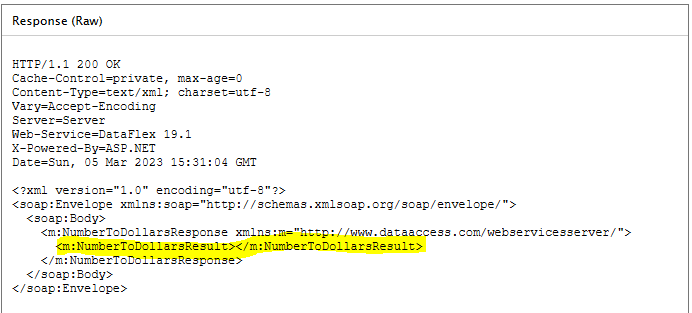 Response (Raw)
HTTP/1.1 200 OK
Cache-Control=private, max-age=0
Content-Type=text/xml; charset=utf-8
Vary=Accept-Encoding
Server=Server
Web-Service=DataFlex 19.1
X-Powered-By=ASP.NET
Date=Sun, 05 Mar 2023 15:31:04 GMT
<?xml version="1.0" encoding="utf-8"?>
<soap:Envelope xmlns:soap="http://schemas.xmlsoap.org/soap/envelope/">
<soap:Body>
<m:NumberToDollarsResponse xmlns:m="http://www.dataaccess.com/webservicesserver/">
<m:NumberToDollarsResult></m:NumberToDollarsResult>
</m:NumberToDollarsResponse>
</soap:Body>
</soap:Envelope>